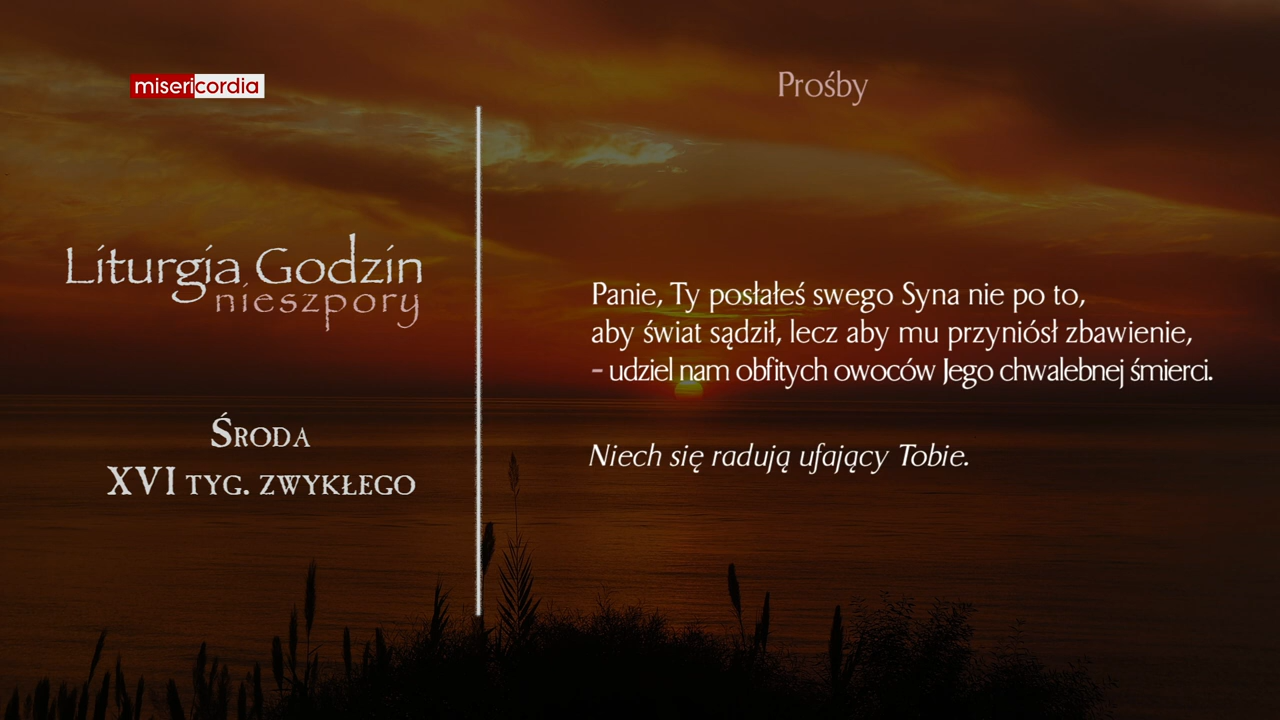 misericordia
Prośby
Liturgia Godzin
nieszpory
Środa
XVI tyg. zwykłego
Panie, Ty posłałeś swego Syna nie po to,
aby świat sądził, lecz aby mu przyniósł zbawienie,
- udziel nam obfitych owoców Jego chwalebnej śmierci.
Niech się radują ufający Tobie.